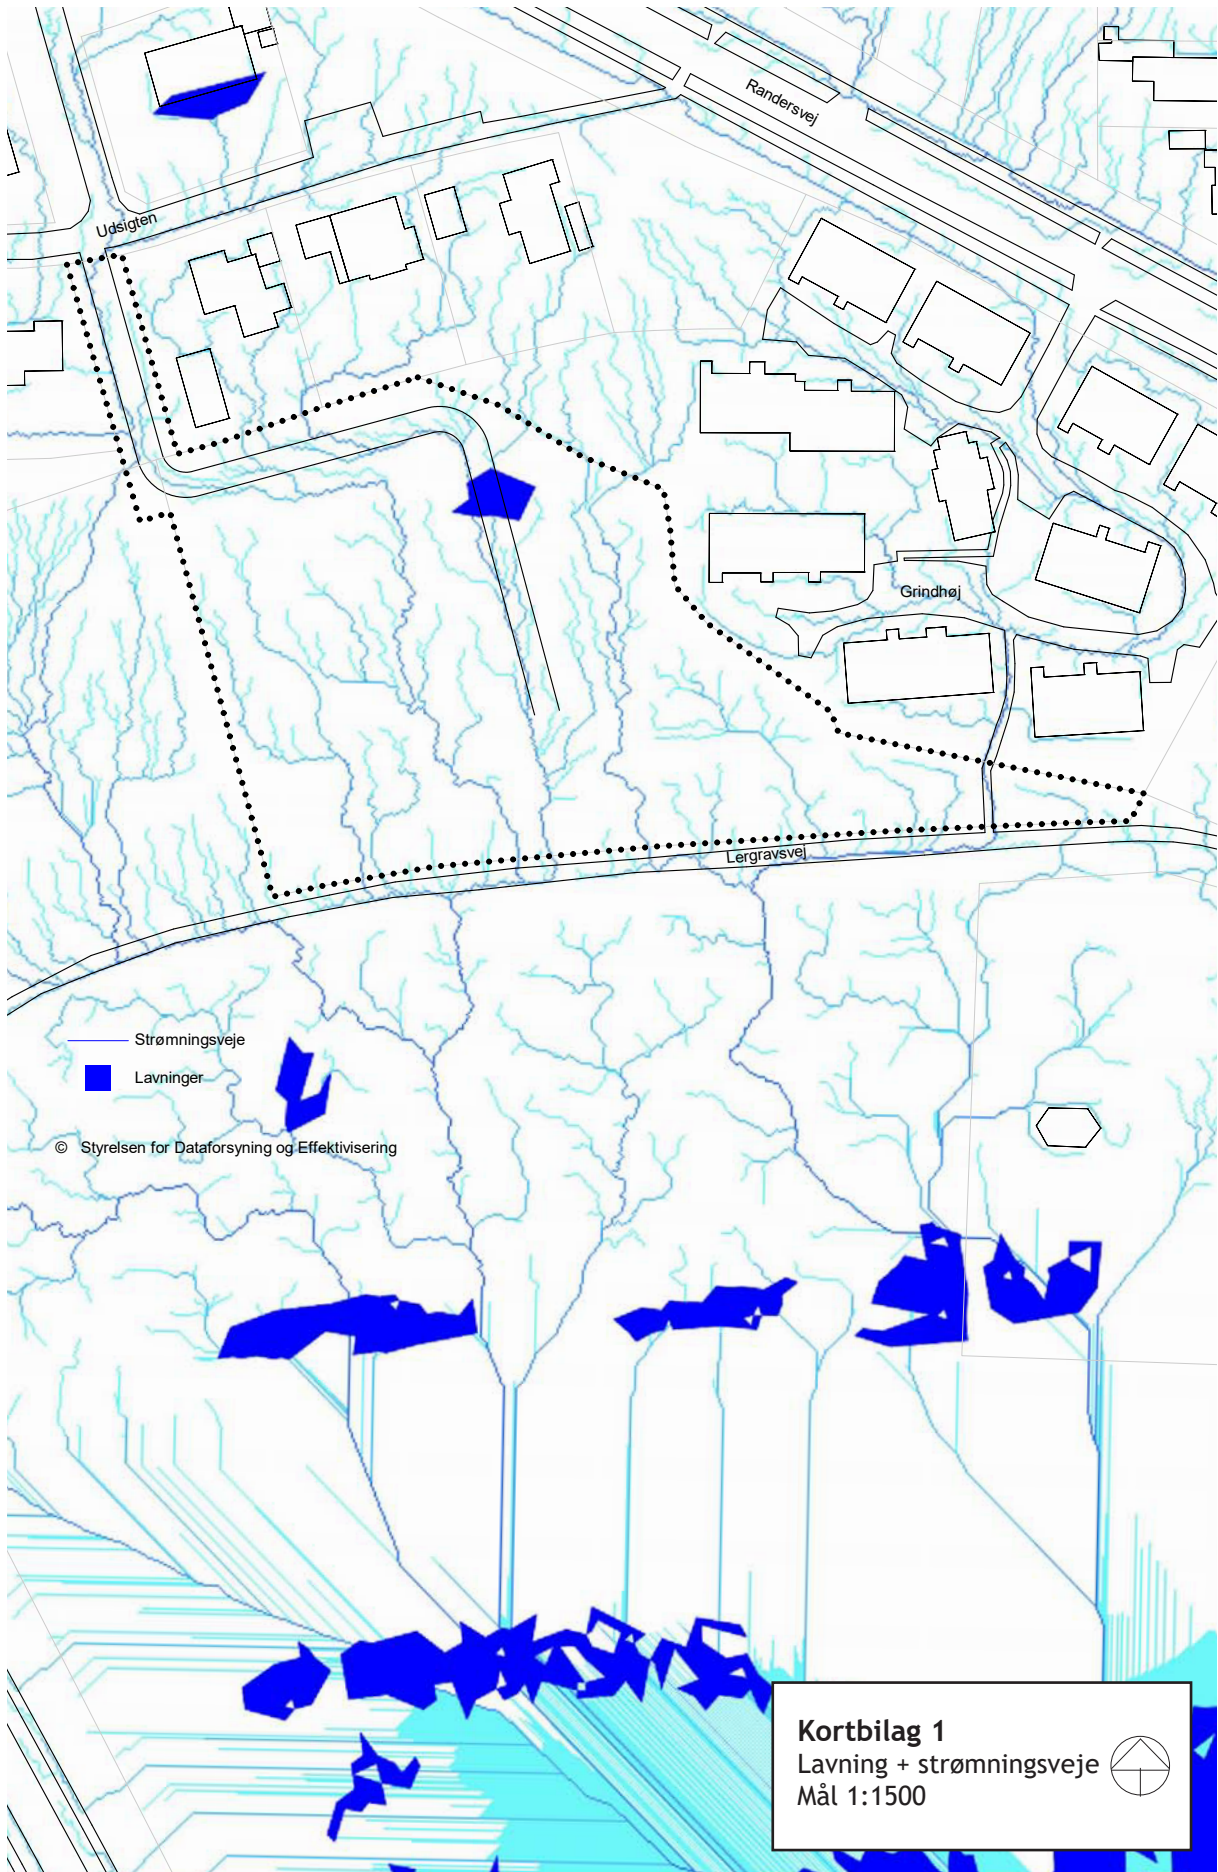 Randersvej
Udsigten
Grindhøj
Lergravsvej
Strømningsveje
Lavninger
© Styrelsen for Dataforsyning og Effektivisering
Kortbilag 1
Lavning + strømningsveje
Mål 1:1500